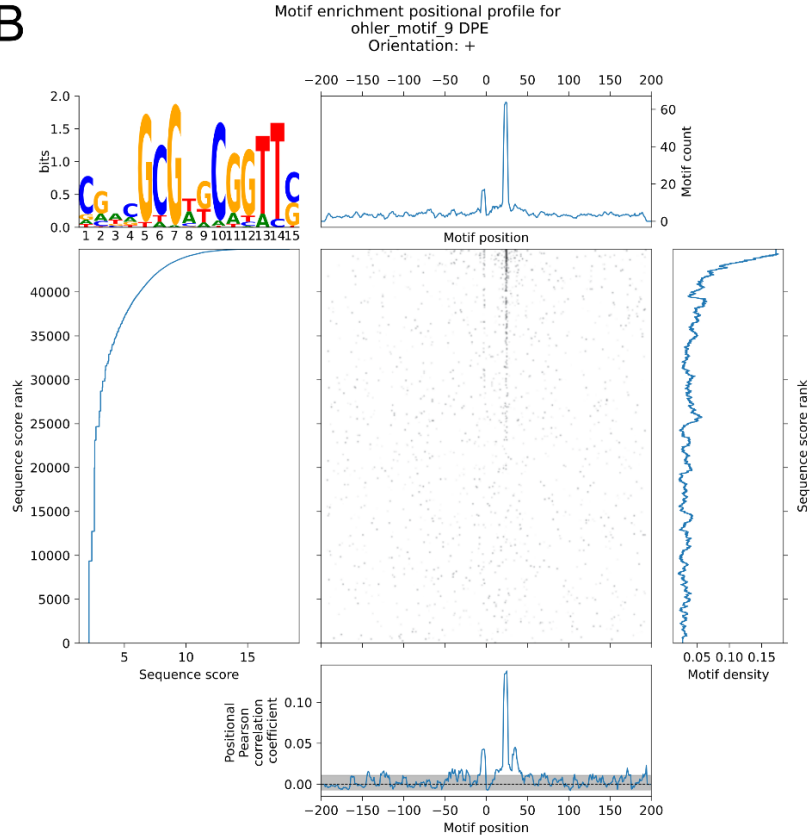 B
Motif enrichment positional profile for
ohler_motif_9 DPE
Orientation: +
−200 −150 −100 −50 0 50 100 150 200
2.0
1.5
1.0
0.5
0.0
bits
1 2 3 4 5 6 7 8 9 10 11 12 13 14 15
60
40
20
0
Motif count
Motif position
40000
35000
30000
25000
20000
15000
10000
5000
0
Sequence score rank
5 10 15
Sequence score
0.05 0.10 0.15
Motif density
Sequence score rank
Positional
Pearson
correlation
coefficient
0.10
0.05
0.00
−200 −150 −100 −50 0 50 100 150 200
Motif position